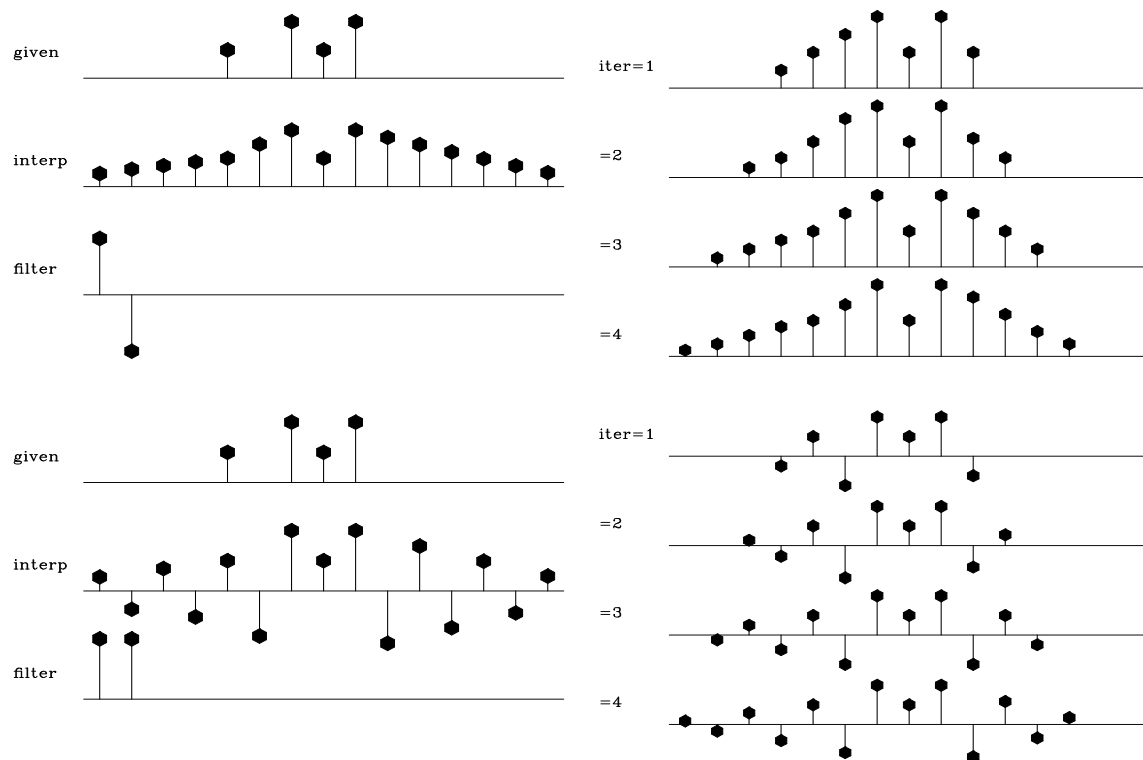 given
interp
filter
given
interp
filter
iter=1
=2
=3
=4
iter=1
=2
=3
=4